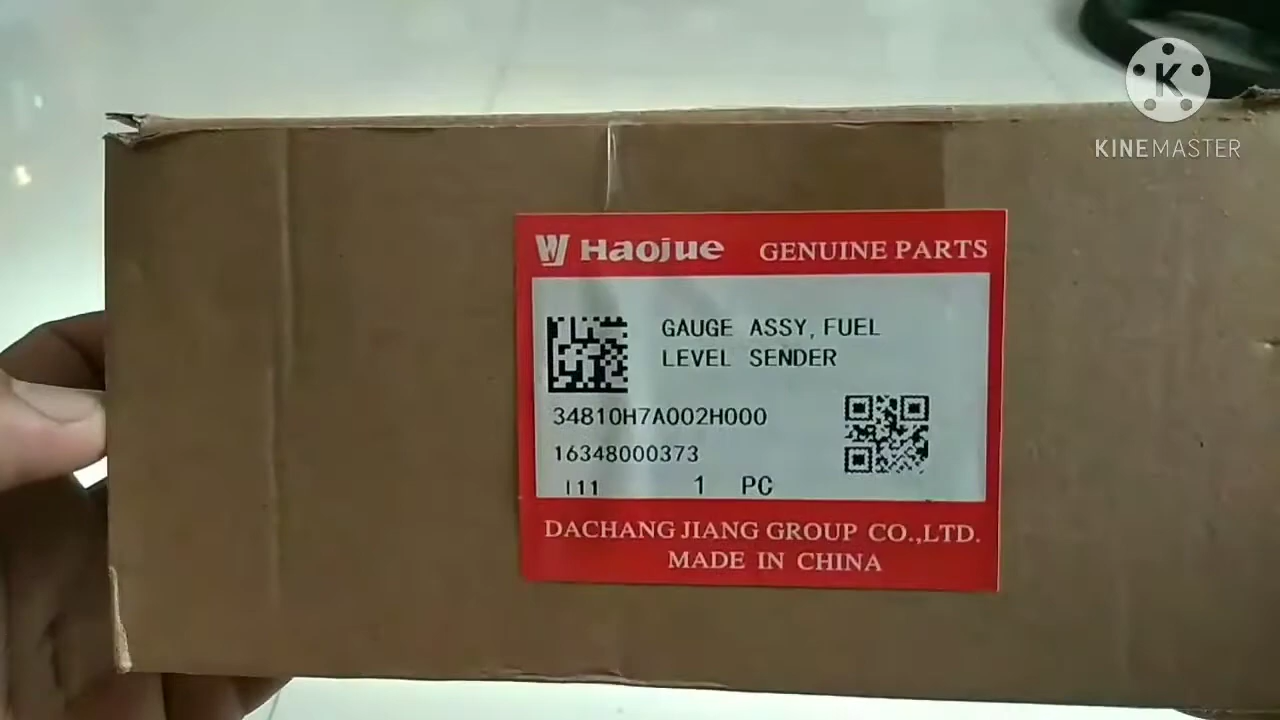 K
KINEMASTER
Haojue GENUINE PARTS
GAUGE ASSY, FUEL
LEVEL SENDER
34810H7A002H000
16348000373
1 PC
DACHANG JIANG GROUP CO.,LTD.
MADE IN CHINA